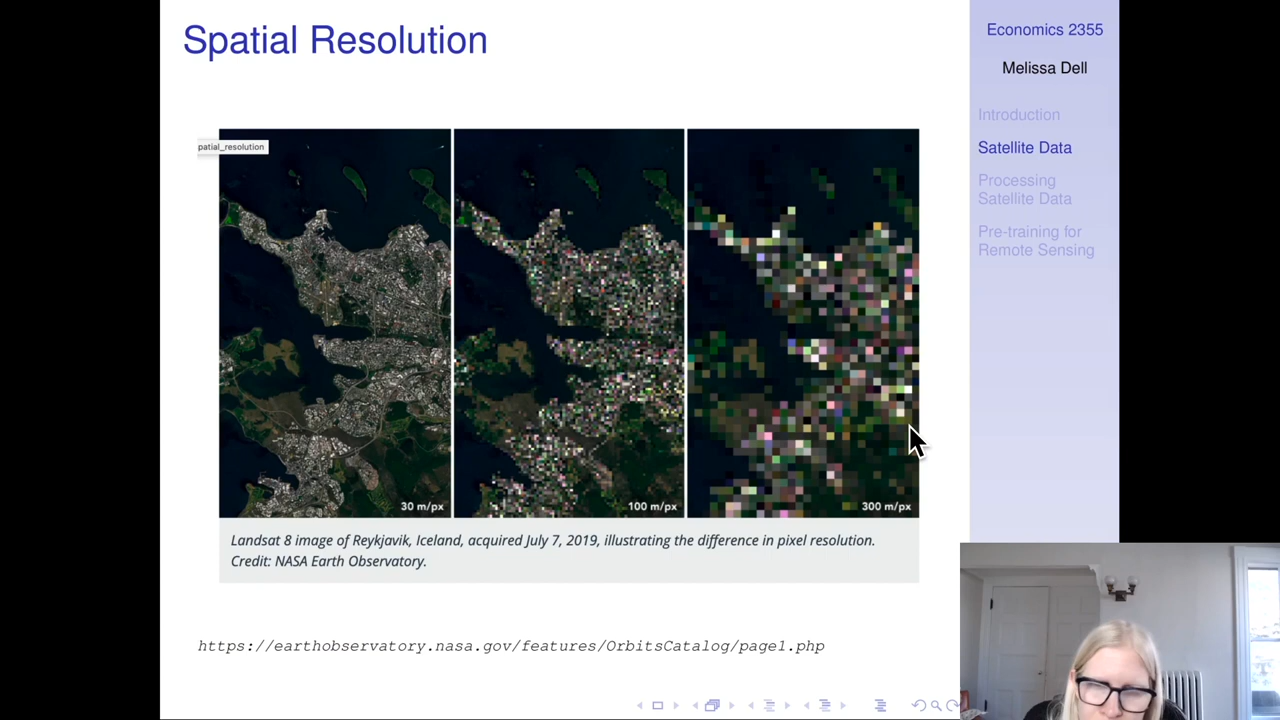 Spatial Resolution
patial_resolution
30 m/px
100 m/px
300 m/px
Landsat 8 image of Reykjavik, Iceland, acquired July 7, 2019, illustrating the difference in pixel resolution.
Credit: NASA Earth Observatory.
https://earthobservatory.nasa.gov/features/OrbitsCatalog/page1.php
Economics 2355
Melissa Dell
Introduction
Satellite Data
Processing
Satellite Data
Pre-training for
Remote Sensing